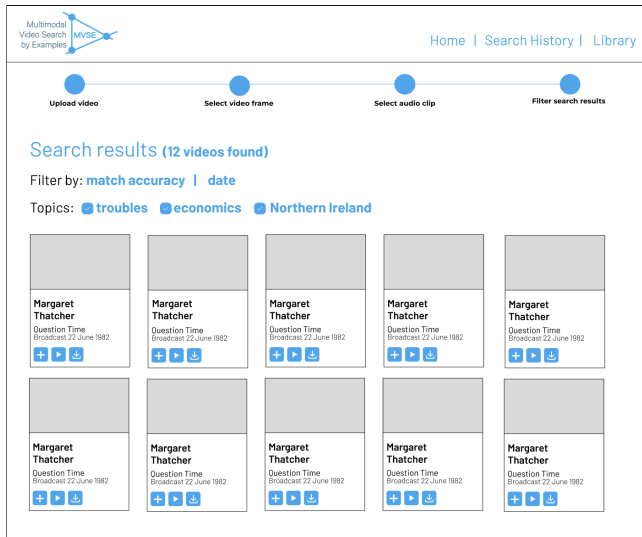 Multimodal
Video Search
by Examples
MVSE
Home | Search History | Library
Upload video
Select video frame
Select audio clip
Filter search results
Search results (12 videos found)
Filter by: match accuracy | date
Topics: troubles economics Northern Ireland
Margaret
Thatcher
Question Time
Broadcast 22 June 1982
Margaret
Thatcher
Question Time
Broadcast 22 June 1982
Margaret
Thatcher
Question Time
Broadcast 22 June 1982
Margaret
Thatcher
Question Time
Broadcast 22 June 1982
Margaret
Thatcher
Question Time
Broadcast 22 June 1982
Margaret
Thatcher
Question Time
Broadcast 22 June 1982
Margaret
Thatcher
Question Time
Broadcast 22 June 1982
Margaret
Thatcher
Question Time
Broadcast 22 June 1982
Margaret
Thatcher
Question Time
Broadcast 22 June 1982
Margaret
Thatcher
Question Time
Broadcast 22 June 1982